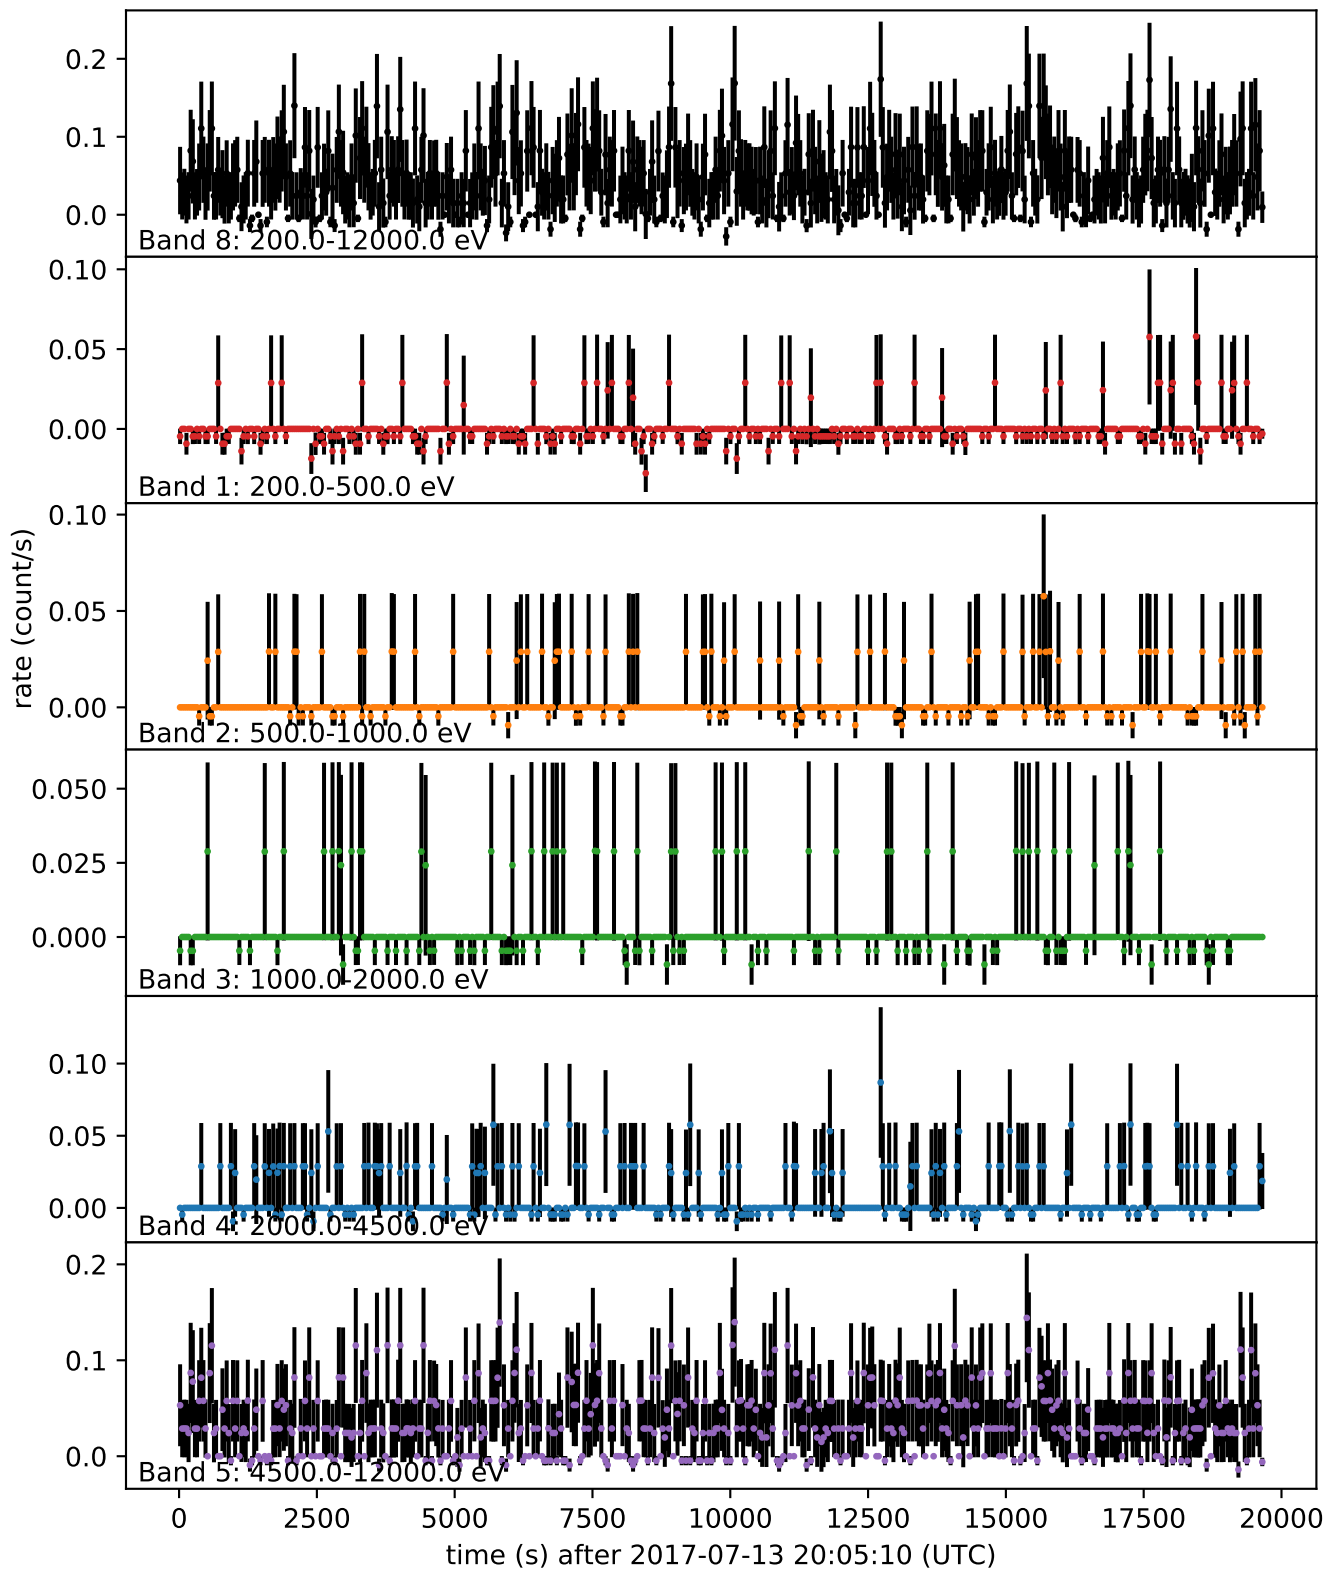 0.2
0.1
0.0
Band 8: 200.0-12000.0 eV
0.10
0.05
0.00
Band 1: 200.0-500.0 eV
rate (count/s)
0.10
0.05
0.00
Band 2: 500.0-1000.0 eV
0.050
0.025
0.000
Band 3: 1000.0-2000.0 eV
0.10
0.05
0.00
Band 4: 2000.0-4500.0 eV
0.2
0.1
0.0
Band 5: 4500.0-12000.0 eV
0 2500 5000 7500 10000 12500 15000 17500 20000
time (s) after 2017-07-13 20:05:10 (UTC)